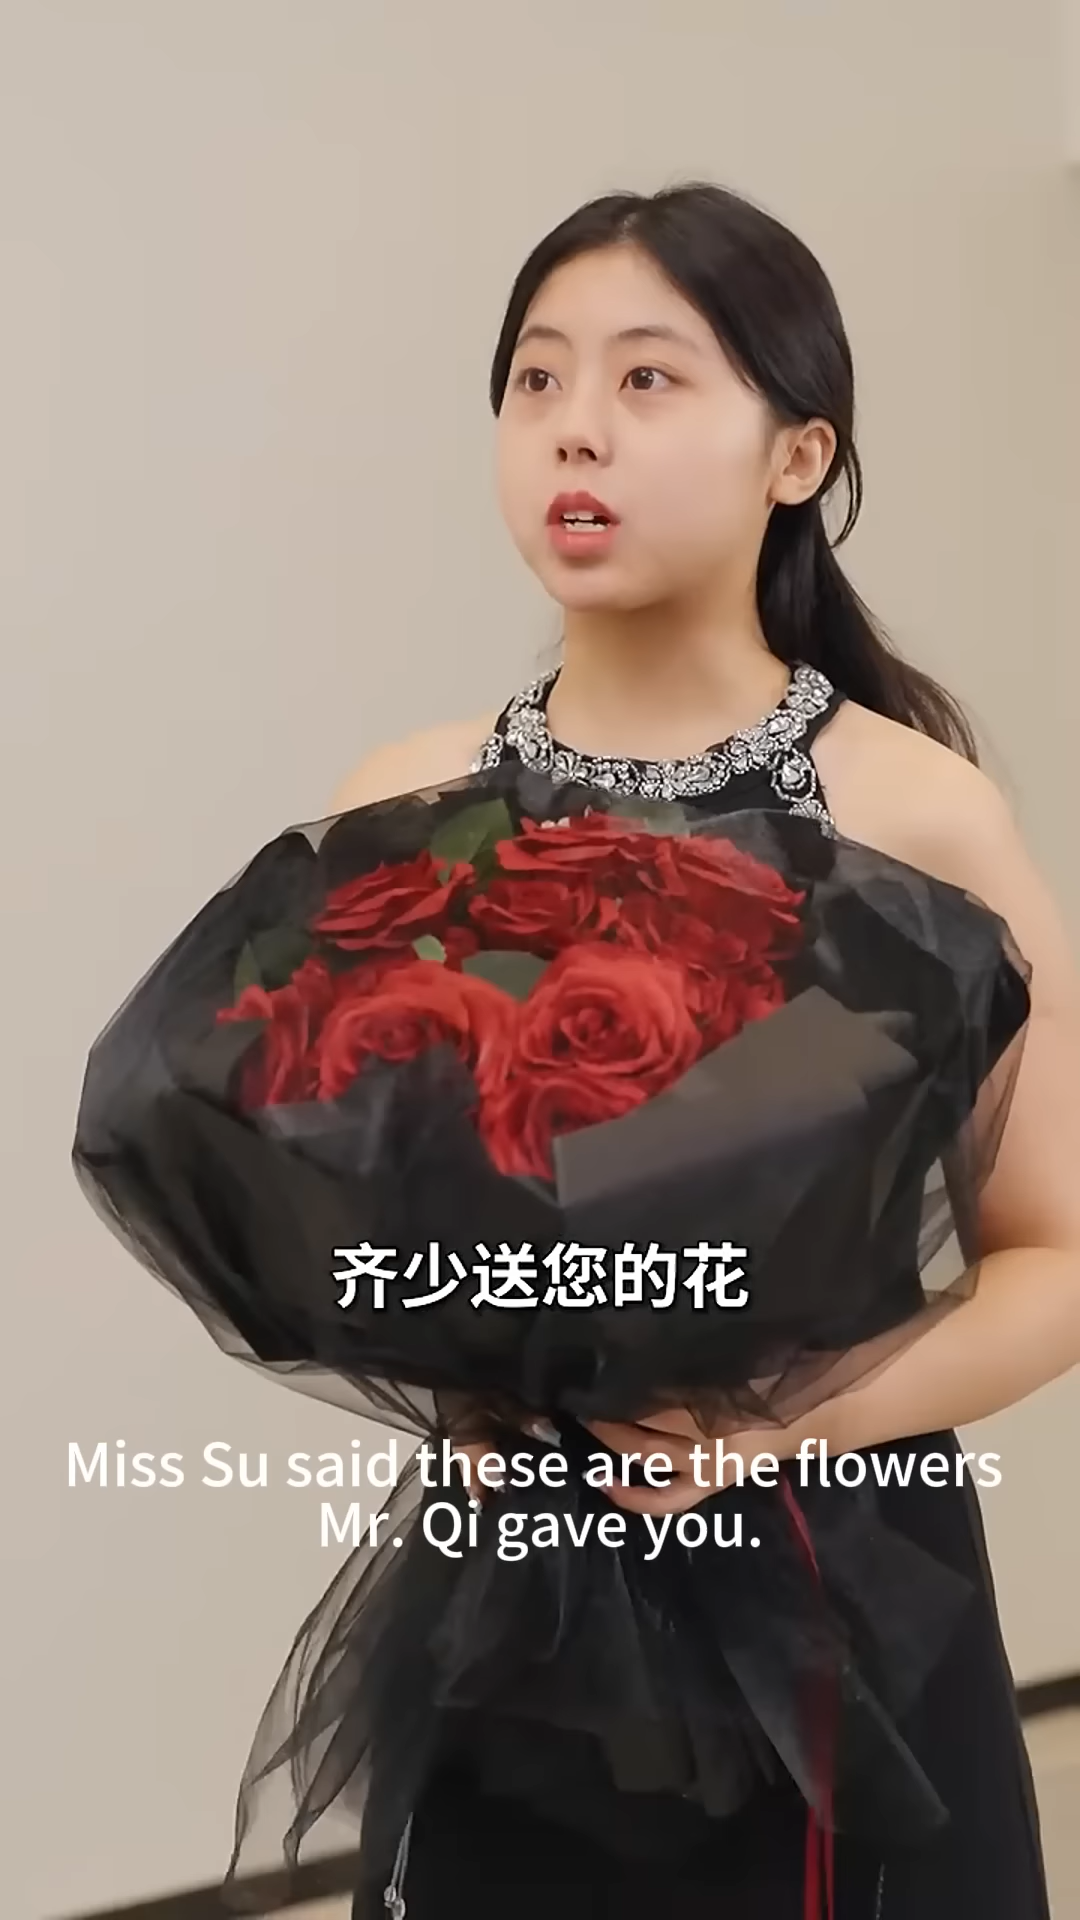 齐少送您的花
Miss Su said these are the flowers
Mr. Qi gave you.